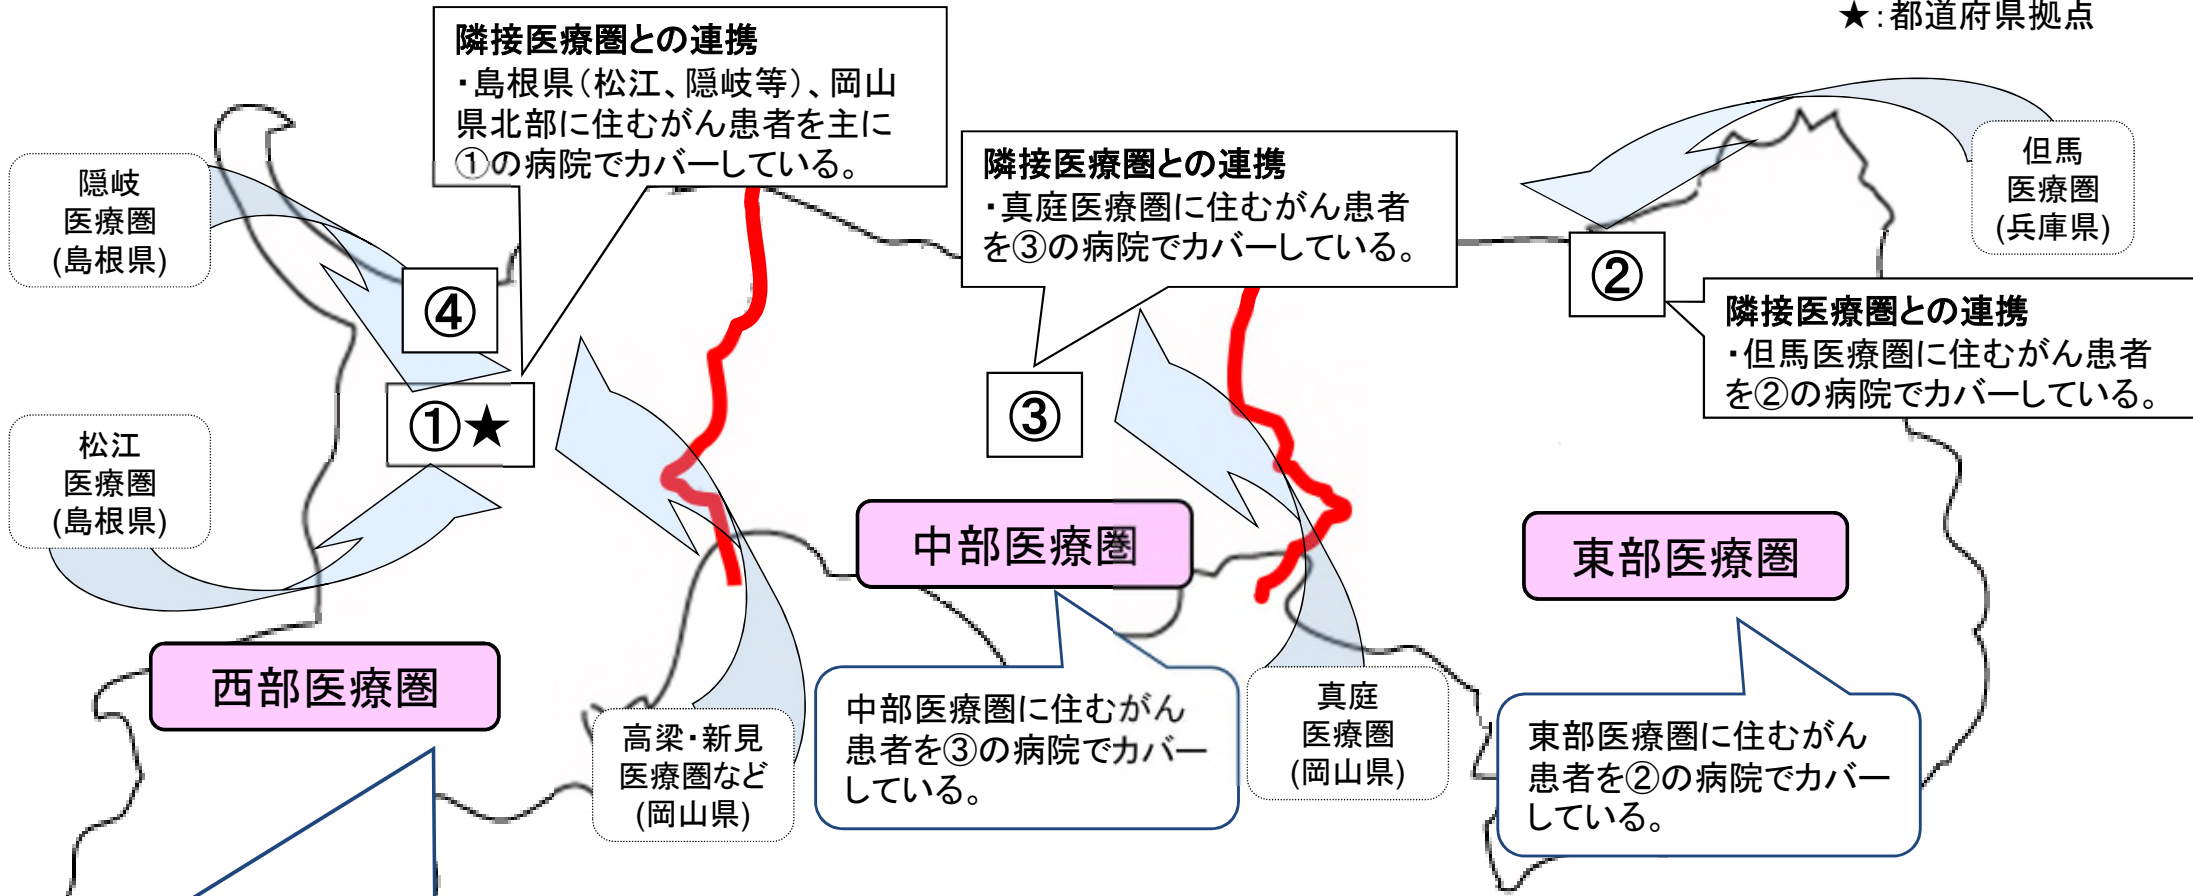 ★:都道府県拠点
隣接医療圏との連携
・島根県(松江、隠岐等)、岡山
県北部に住むがん患者を主に
①の病院でカバーしている。
隣接医療圏との連携
・真庭医療圏に住むがん患者
を③の病院でカバーしている。
但馬
医療圏
(兵庫県)
隠岐
医療圏
(島根県)
④
②
隣接医療圏との連携
・但馬医療圏に住むがん患者
を②の病院でカバーしている。
①★
③
松江
医療圏
(島根県)
中部医療圏
東部医療圏
西部医療圏
高梁・新見
医療圏など
(岡山県)
中部医療圏に住むがん
患者を③の病院でカバー
している。
真庭
医療圏
(岡山県)
東部医療圏に住むがん
患者を②の病院でカバー
している。